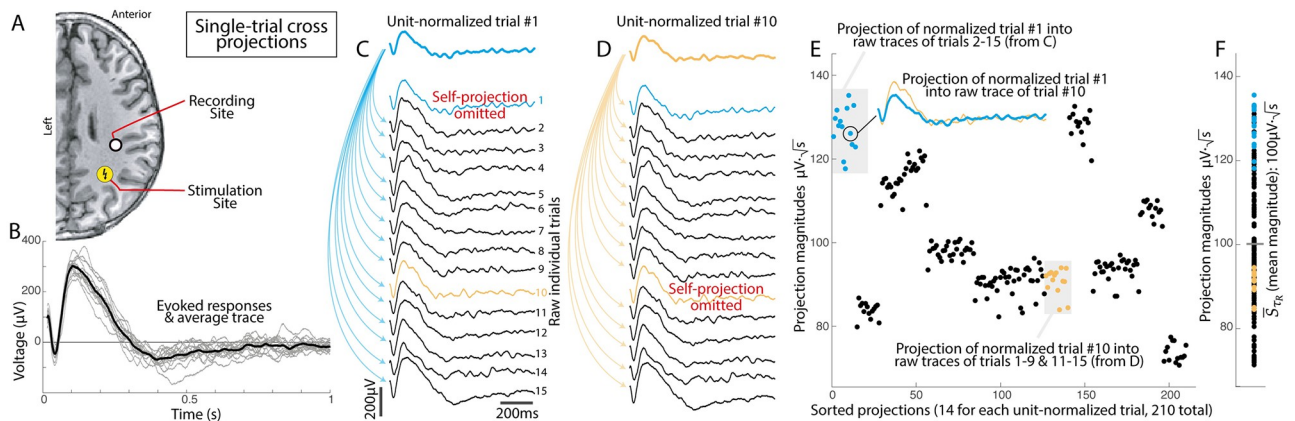 A
Anterior
Single-trial cross
projections
Left
Recording
Site
Stimulation
Site
B
400
200
0
Voltage (µV)
Evoked responses
& average trace
0
0.5
1
Time (s)
C
Unit-normalized trial #1
Self-projection
omitted
1
2
3
4
5
6
7
8
9
10
11
12
13
14
15
Raw individual trials
200µV
200ms
D
Unit-normalized trial #10
Self-projection
omitted
E
Projection of normalized trial #1 into
raw traces of trials 2-15 (from C)
Projection of normalized trial #1
into raw trace of trial #10
140
120
100
80
Projection magnitudes µV·√s
Projection of normalized trial #10 into
raw traces of trials 1-9 & 11-15 (from D)
0
50
100
150
200
Sorted projections (14 for each unit-normalized trial, 210 total)
F
140
120
100
80
Projection magnitudes µV·√s
S̅τR (mean magnitude): 100µV·√s